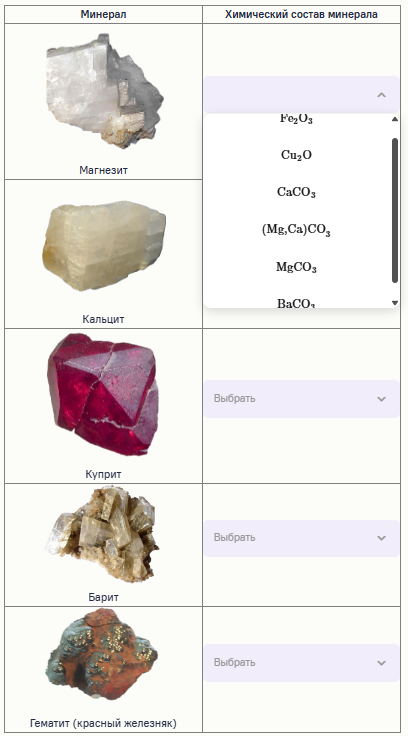 Минерал
Химический состав минерала
Магнезит
Fe₂O₃
Cu₂O
CaCO₃
(Mg,Ca)CO₃
MgCO₃
BaCO₃
Кальцит
Куприт
Выбрать
Барит
Выбрать
Гематит (красный железняк)
Выбрать